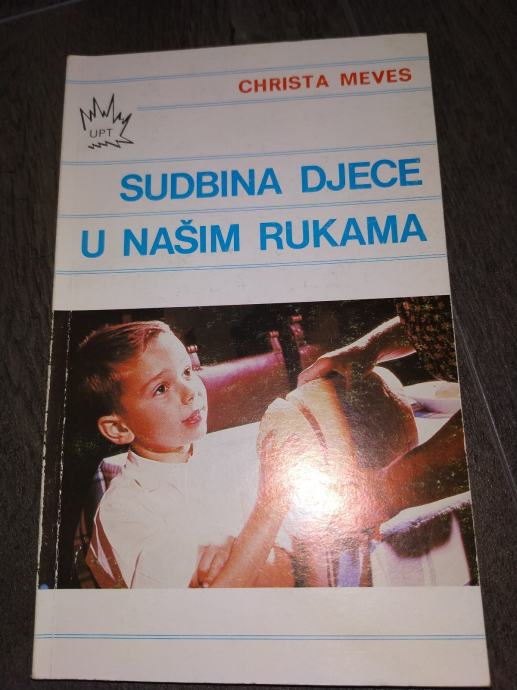 CHRISTA MEVES
UPT
SUDBINA DJECE
U NAŠIM RUKAMA